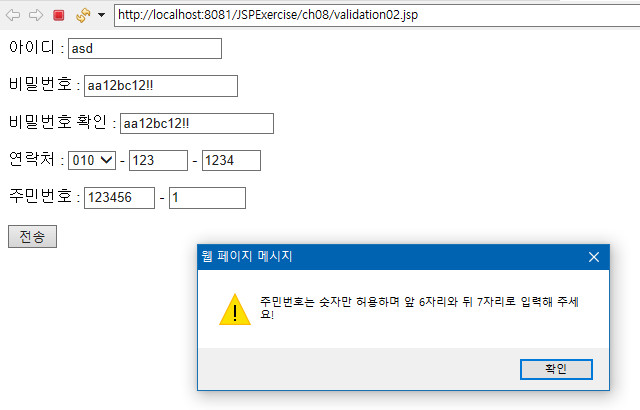 http://localhost:8081/JSPExercise/ch08/validation02.jsp
아이디 : asd
비밀번호 : aa12bc12!!
비밀번호 확인 : aa12bc12!!
연락처 : 010 - 123 - 1234
주민번호 : 123456 - 1
전송
웹 페이지 메시지
주민번호는 숫자만 허용하며 앞 6자리와 뒤 7자리로 입력해 주세
요!
확인